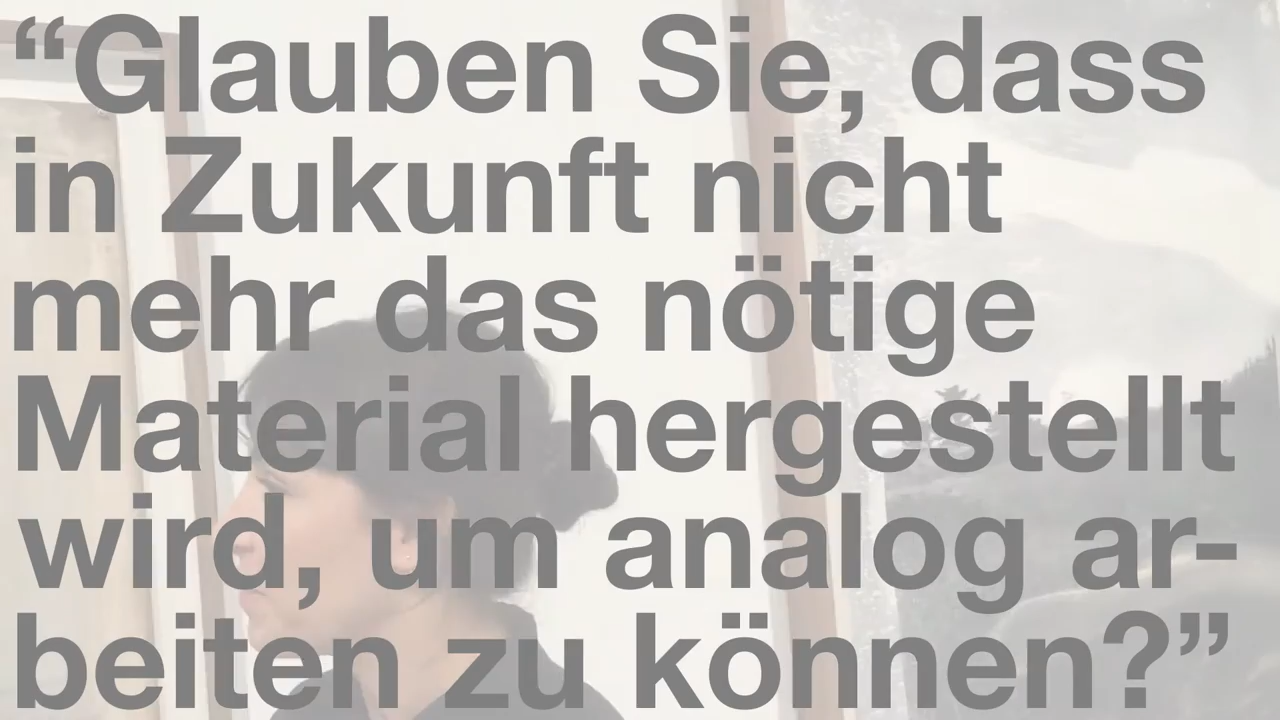 “Glauben Sie, dass
in Zukunft nicht
mehr das nötige
Material hergestellt
wird, um analog ar-
beiten zu können?”